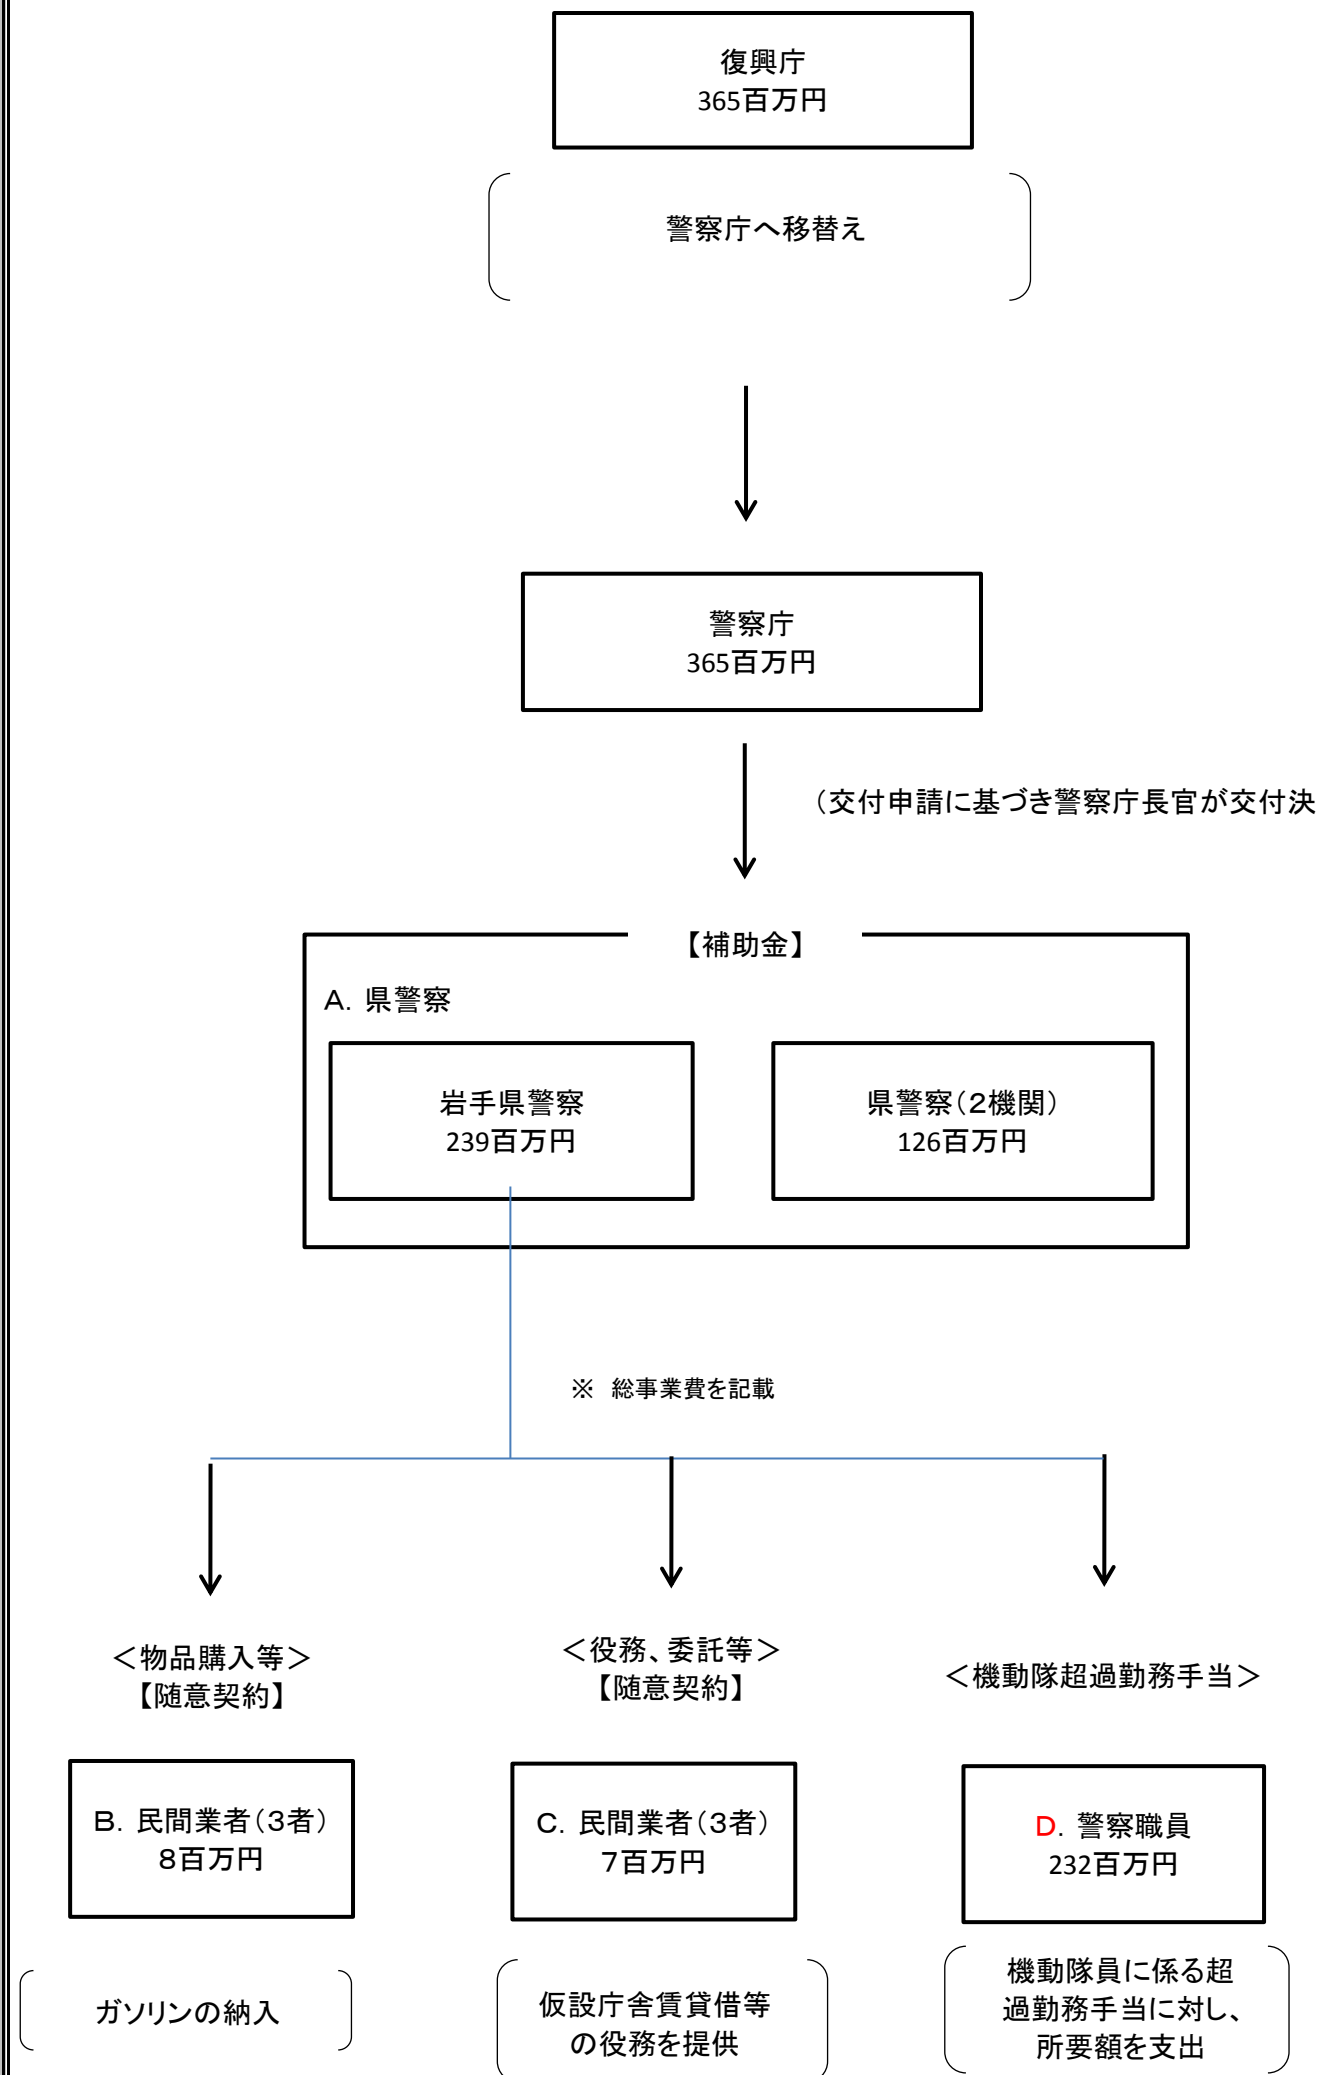 復興庁
365百万円
警察庁へ移替え
警察庁
365百万円
（交付申請に基づき警察庁長官が交付決
【補助金】
A．県警察
岩手県警察
239百万円
県警察（2機関）
126百万円
※　総事業費を記載
＜物品購入等＞
【随意契約】
＜役務、委託等＞
【随意契約】
＜機動隊超過勤務手当＞
B．民間業者（3者）
8百万円
C．民間業者（3者）
7百万円
D．警察職員
232百万円
ガソリンの納入
仮設庁舎賃貸借等
の役務を提供
機動隊員に係る超
過勤務手当に対し、
所要額を支出